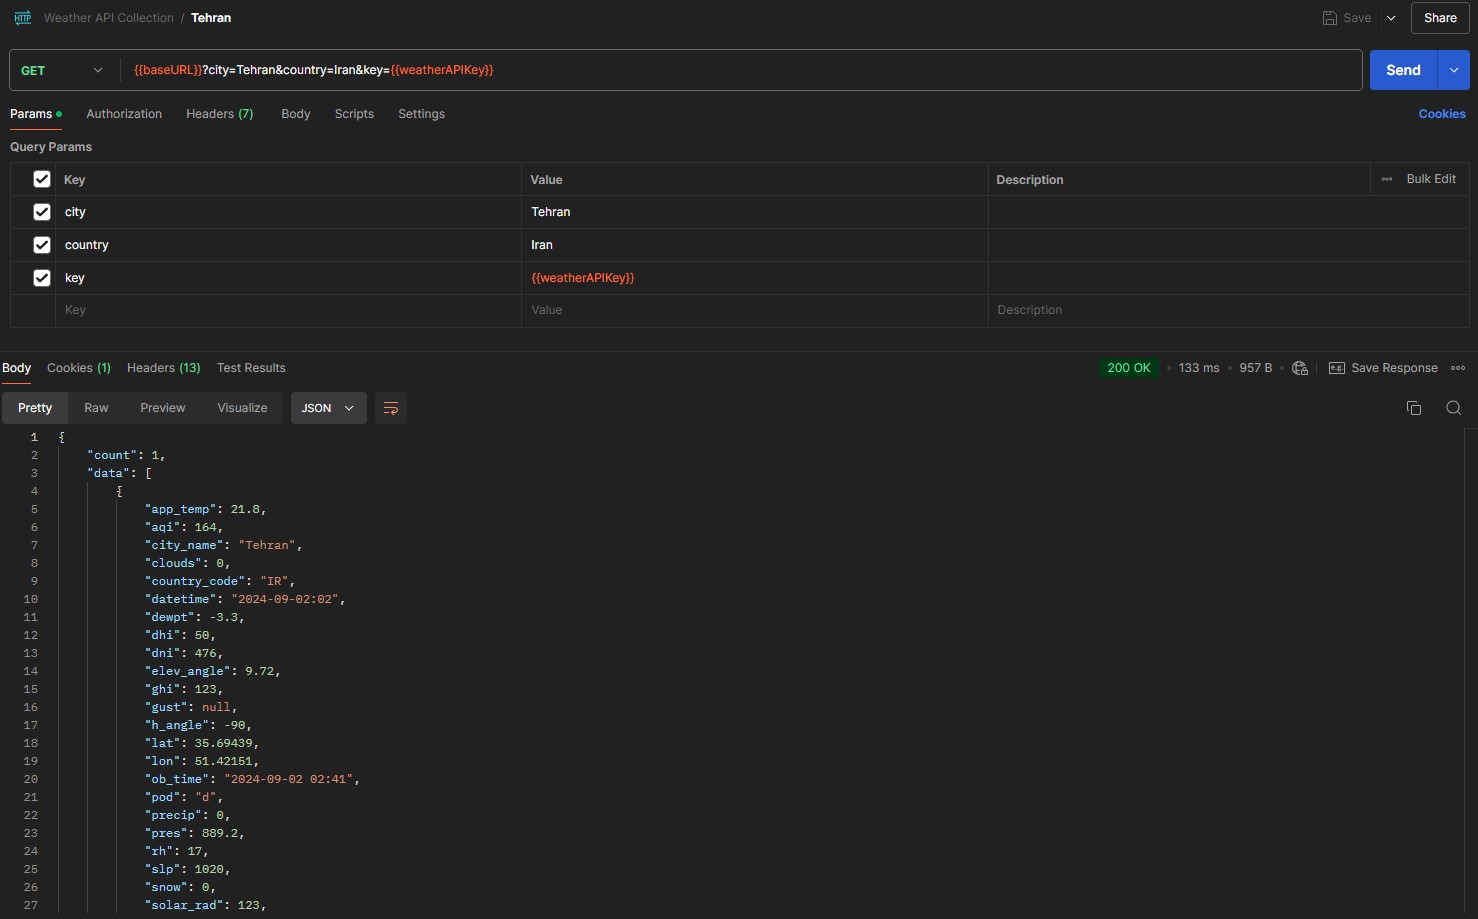 HTTP Weather API Collection / Tehran Save Share
GET {{baseURL}}?city=Tehran&country=Iran&key={{weatherAPIKey}} Send
Params Authorization Headers (7) Body Scripts Settings Cookies
Query Params
Key Value Description Bulk Edit
city Tehran
country Iran
key {{weatherAPIKey}}
Key Value Description
Body Cookies (1) Headers (13) Test Results 200 OK 133 ms 957 B e.g. Save Response
Pretty Raw Preview Visualize JSON
1 {
2 "count": 1,
3 "data": [
4 {
5 "app_temp": 21.8,
6 "aqi": 164,
7 "city_name": "Tehran",
8 "clouds": 0,
9 "country_code": "IR",
10 "datetime": "2024-09-02:02",
11 "dewpt": -3.3,
12 "dhi": 50,
13 "dni": 476,
14 "elev_angle": 9.72,
15 "ghi": 123,
16 "gust": null,
17 "h_angle": -90,
18 "lat": 35.69439,
19 "lon": 51.42151,
20 "ob_time": "2024-09-02 02:41",
21 "pod": "d",
22 "precip": 0,
23 "pres": 889.2,
24 "rh": 17,
25 "slp": 1020,
26 "snow": 0,
27 "solar_rad": 123,